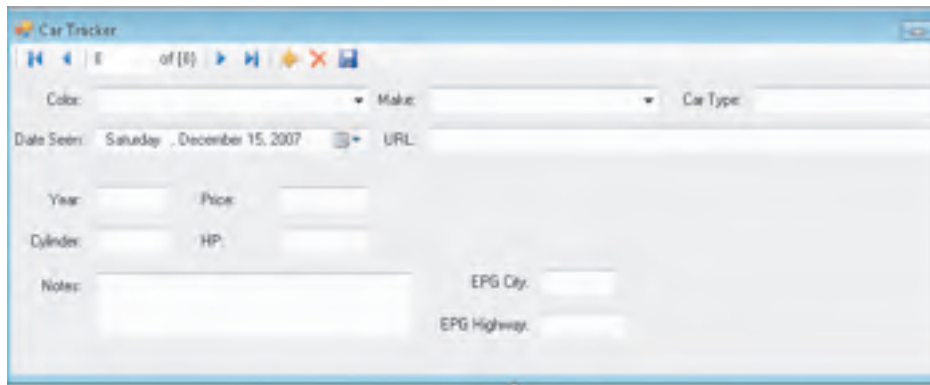 Car Tracker
of {0}
Color: Make: Car Type:
Date Seen: Saturday , December 15, 2007 URL:
Year: Price:
Cylinder: HP:
Notes: EPG City:
EPG Highway: